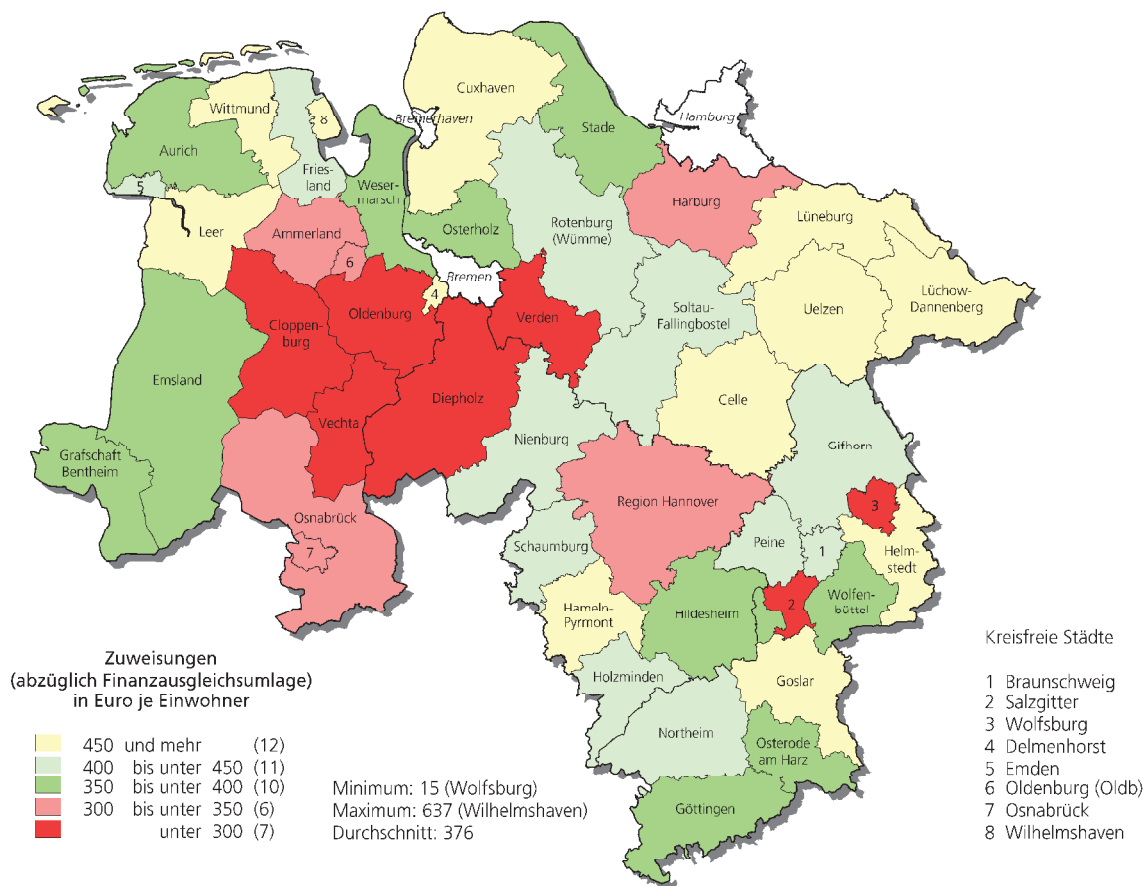 Cuxhaven
Wittmund
8
Bremerhaven
Hamburg
Stade
Aurich
5
Fries-
land
Weser-
marsch
Harburg
Lüneburg
Leer
Ammerland
Osterholz
Rotenburg
(Wümme)
6
Bremen
4
Lüchow-
Dannenberg
Soltau-
Fallingbostel
Uelzen
Cloppen-
burg
Oldenburg
Verden
Emsland
Diepholz
Celle
Vechta
Nienburg
Gifhorn
Grafschaft
Bentheim
Region Hannover
3
Osnabrück
7
Schaumburg
Peine
1
Helm-
stedt
2
Wolfen-
büttel
Hameln-
Pyrmont
Hildesheim
Holzminden
Goslar
Northeim
Osterode
am Harz
Göttingen
Zuweisungen
(abzüglich Finanzausgleichsumlage)
in Euro je Einwohner
450 und mehr (12)
400 bis unter 450 (11)
350 bis unter 400 (10)
300 bis unter 350 (6)
unter 300 (7)
Minimum: 15 (Wolfsburg)
Maximum: 637 (Wilhelmshaven)
Durchschnitt: 376
Kreisfreie Städte
1 Braunschweig
2 Salzgitter
3 Wolfsburg
4 Delmenhorst
5 Emden
6 Oldenburg (Oldb)
7 Osnabrück
8 Wilhelmshaven